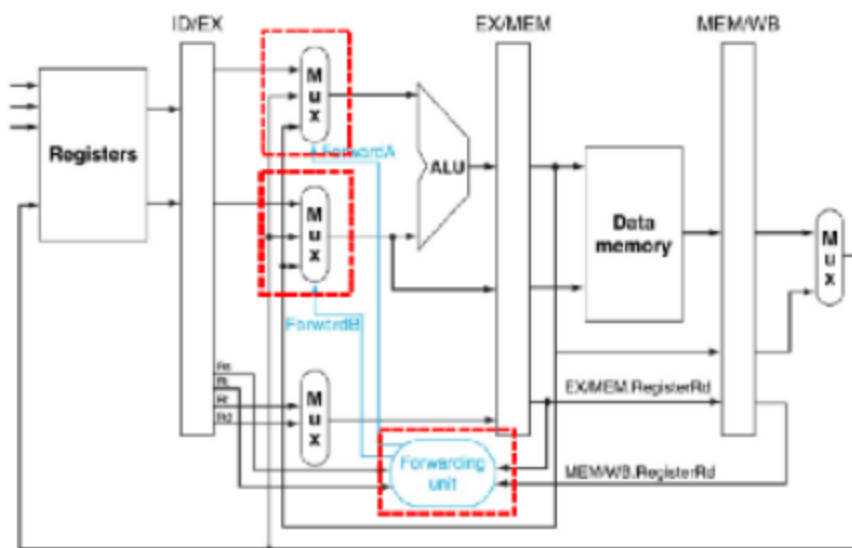 ID/EX
EX/MEM
MEM/WB
Mux
ForwardA
Registers
ALU
Mux
Data
memory
Mux
ForwardB
Rs
Rt
Rt
Rd
Mux
EX/MEM.RegisterRd
Forwarding
unit
MEM/WB.RegisterRd